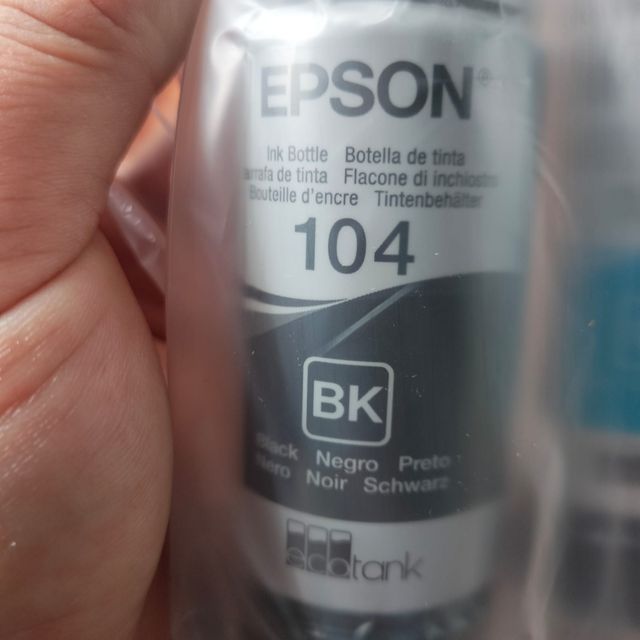 EPSON®
Ink Bottle Botella de tinta
de tinta Flacone di inchiostro
Bouteille d'encre Tintenbehälter
104
BK
Black Negro Preto
Nero Noir Schwarz
ecotank